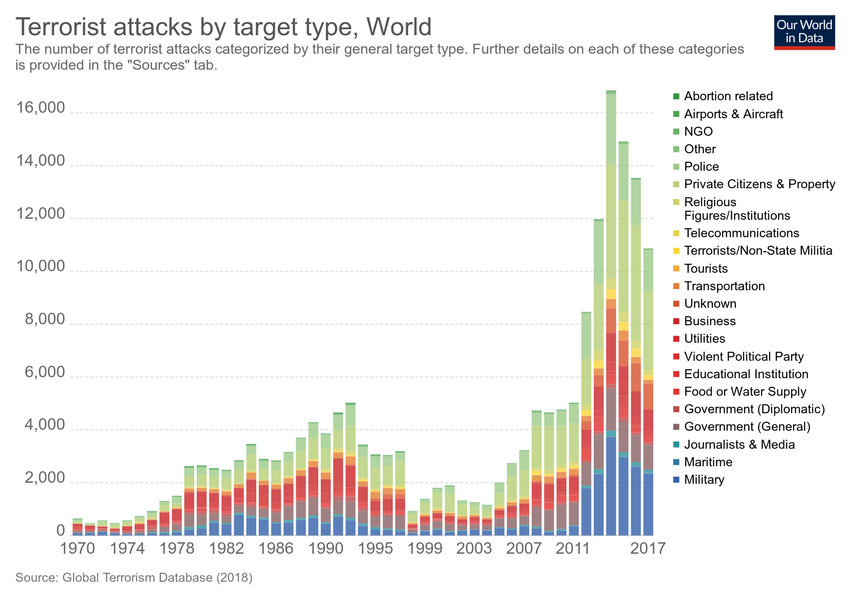 Terrorist attacks by target type, World
The number of terrorist attacks categorized by their general target type. Further details on each of these categories
is provided in the "Sources" tab.
Our World
in Data
16,000
14,000
12,000
10,000
8,000
6,000
4,000
2,000
0
1970 1974 1978 1982 1986 1990 1995 1999 2003 2007 2011 2017
Abortion related
Airports & Aircraft
NGO
Other
Police
Private Citizens & Property
Religious
Figures/Institutions
Telecommunications
Terrorists/Non-State Militia
Tourists
Transportation
Unknown
Business
Utilities
Violent Political Party
Educational Institution
Food or Water Supply
Government (Diplomatic)
Government (General)
Journalists & Media
Maritime
Military
Source: Global Terrorism Database (2018)